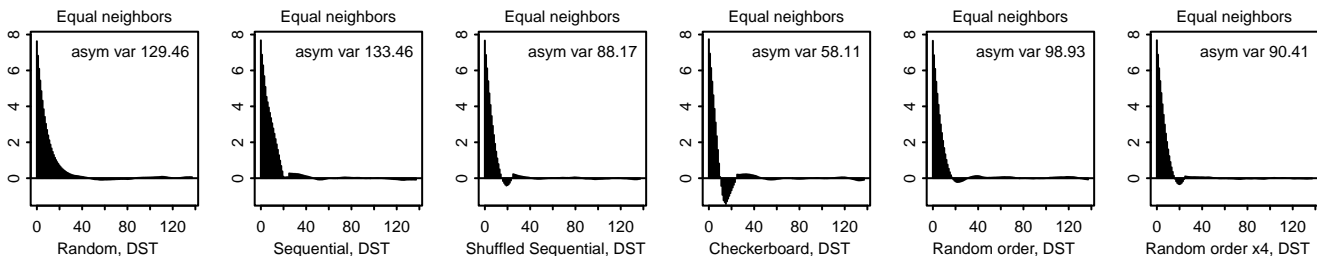 Equal neighbors Equal neighbors Equal neighbors Equal neighbors Equal neighbors Equal neighbors
asym var 129.46 asym var 133.46 asym var 88.17 asym var 58.11 asym var 98.93 asym var 90.41
8 8 8 8 8 8
6 6 6 6 6 6
4 4 4 4 4 4
2 2 2 2 2 2
0 0 0 0 0 0
0 40 80 120 0 40 80 120 0 40 80 120 0 40 80 120 0 40 80 120 0 40 80 120
Random, DST Sequential, DST Shuffled Sequential, DST Checkerboard, DST Random order, DST Random order x4, DST